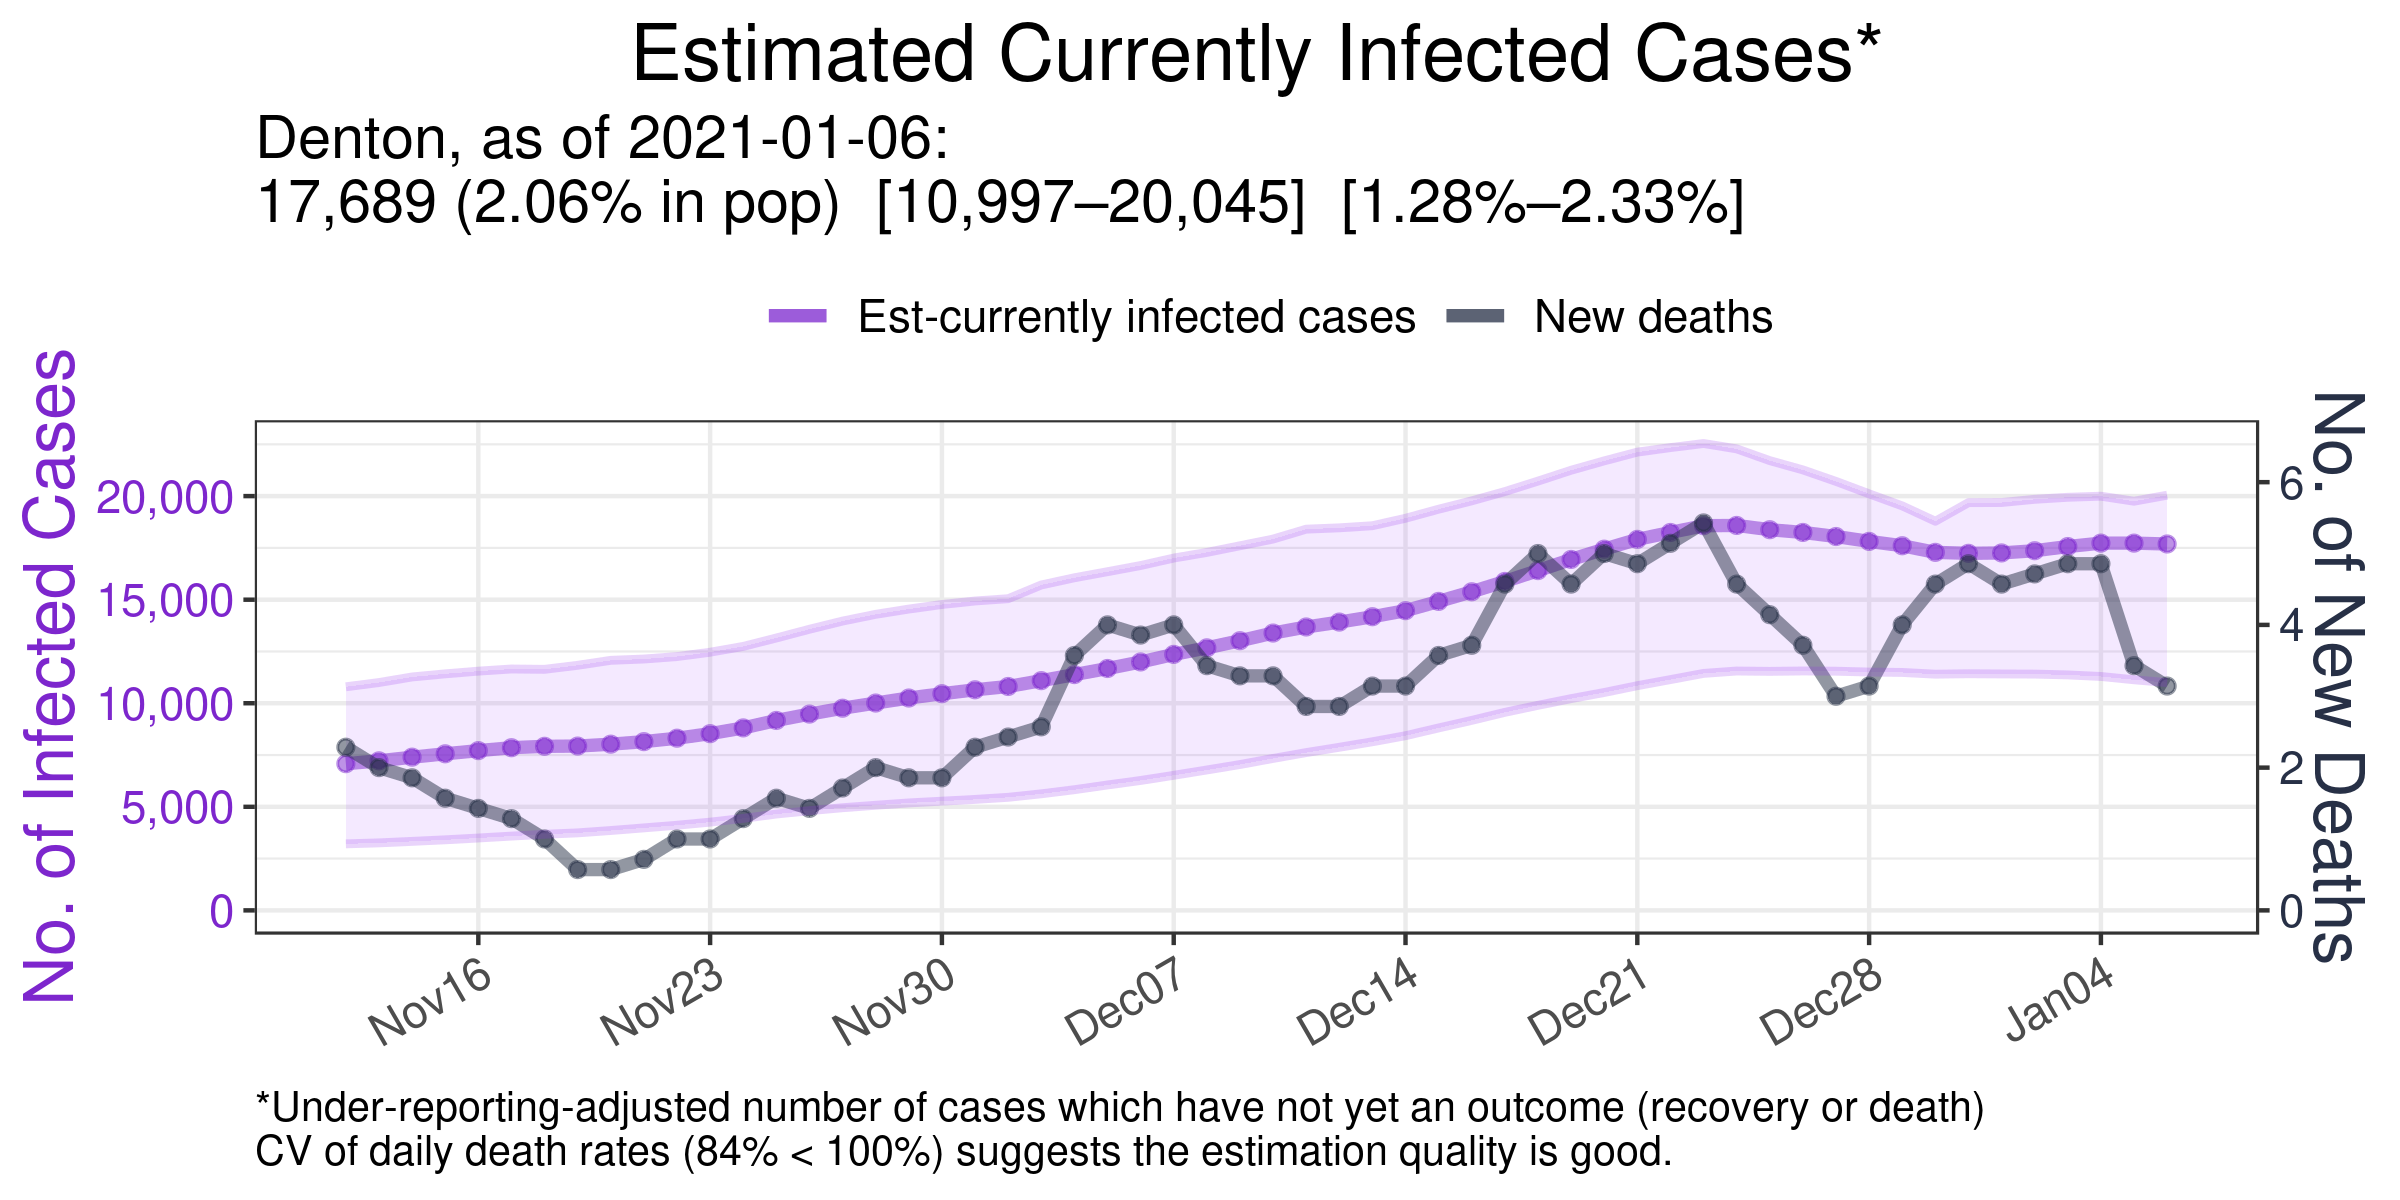 Estimated Currently Infected Cases*
Denton, as of 2021-01-06:
17,689 (2.06% in pop)  [10,997–20,045]  [1.28%–2.33%]
Est-currently infected cases
New deaths
No. of Infected Cases
20,000
15,000
10,000
5,000
0
No. of New Deaths
6
4
2
0
Nov16
Nov23
Nov30
Dec07
Dec14
Dec21
Dec28
Jan04
*Under-reporting-adjusted number of cases which have not yet an outcome (recovery or death)
CV of daily death rates (84% < 100%) suggests the estimation quality is good.